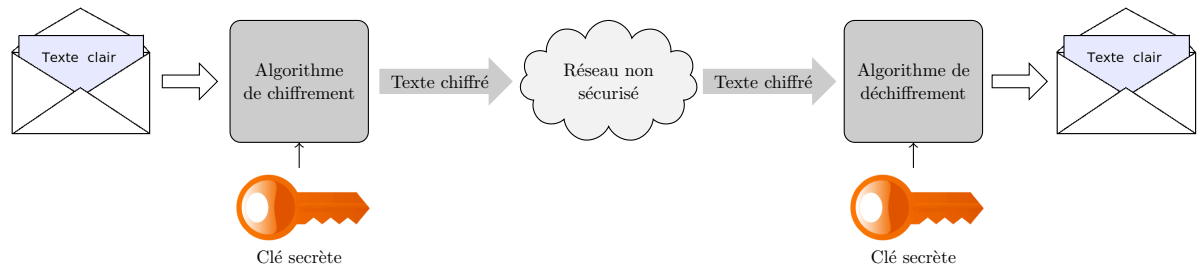 Texte clair
Algorithme
de chiffrement
Texte chiffré
Réseau non
sécurisé
Texte chiffré
Algorithme de
déchiffrement
Texte clair
Clé secrète
Clé secrète